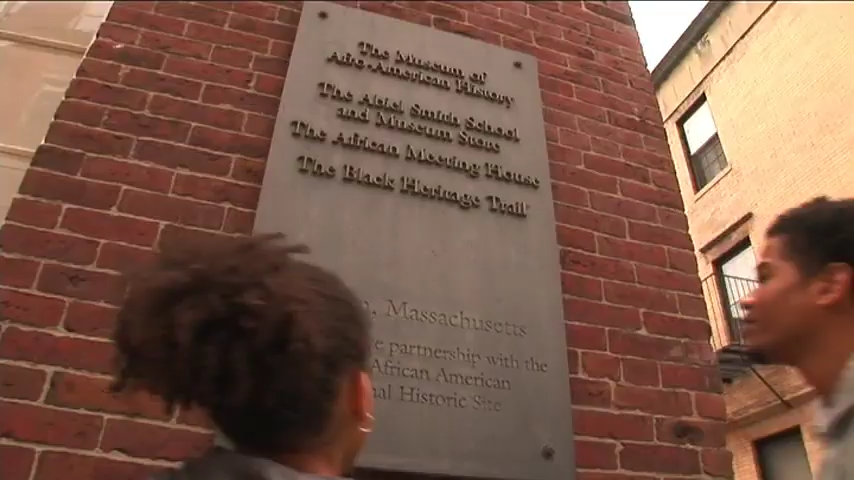 The Museum of
Afro-American History
The Abiel Smith School
and Museum Store
The African Meeting House
The Black Heritage Trail
Massachusetts
partnership with the
African American
Historic Site